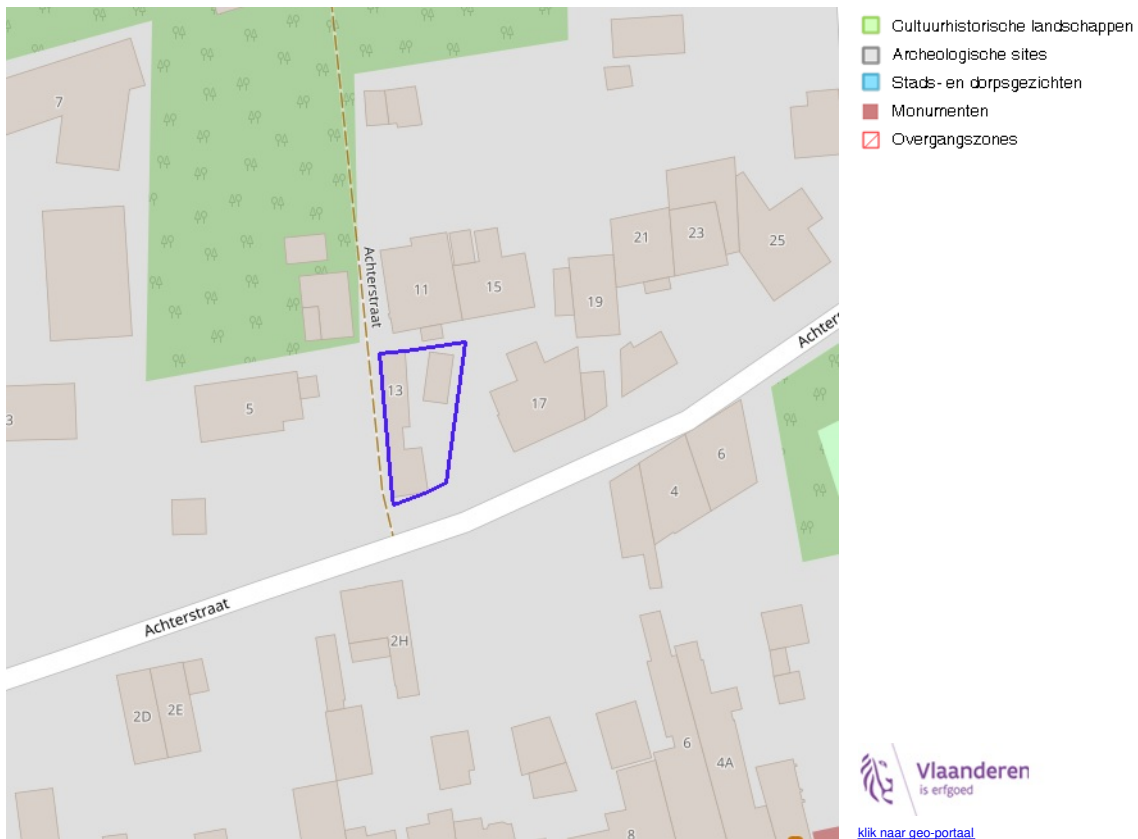 Cultuurhistorische landschappen
Archeologische sites
Stads- en dorpsgezichten
Monumenten
Overgangszones
7
Achterstraat
21
23
25
11
15
19
Achters
13
5
3
17
6
4
Achterstraat
2H
2D
2E
6
4A
8
Vlaanderen
is erfgoed
klik naar geo-portaal